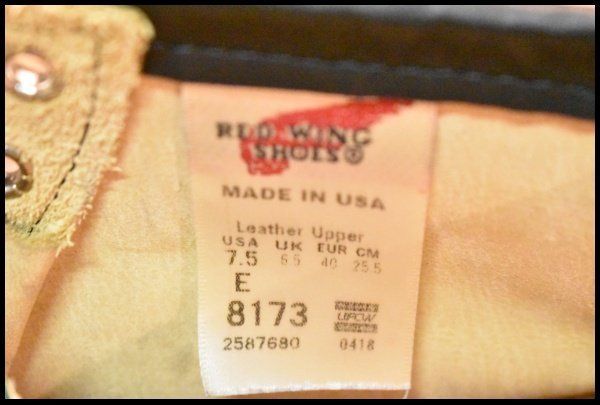 RED WING
SHOES®
MADE IN USA
Leather Upper
USA UK EUR CM
7.5 6.5 40 25.5
E
8173
UFCW
2587680 0418